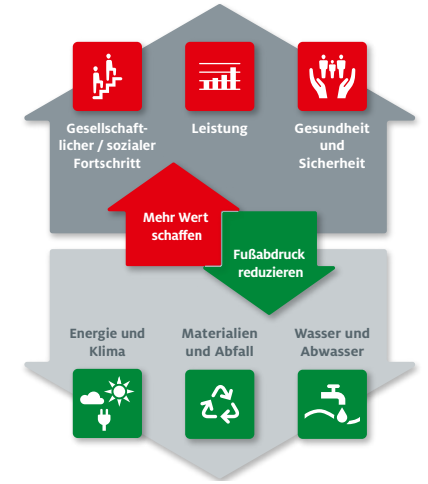 Gesellschaft-
licher / sozialer
Fortschritt
Leistung
Gesundheit
und
Sicherheit
Mehr Wert
schaffen
Fußabdruck
reduzieren
Energie und
Klima
Materialien
und Abfall
Wasser und
Abwasser